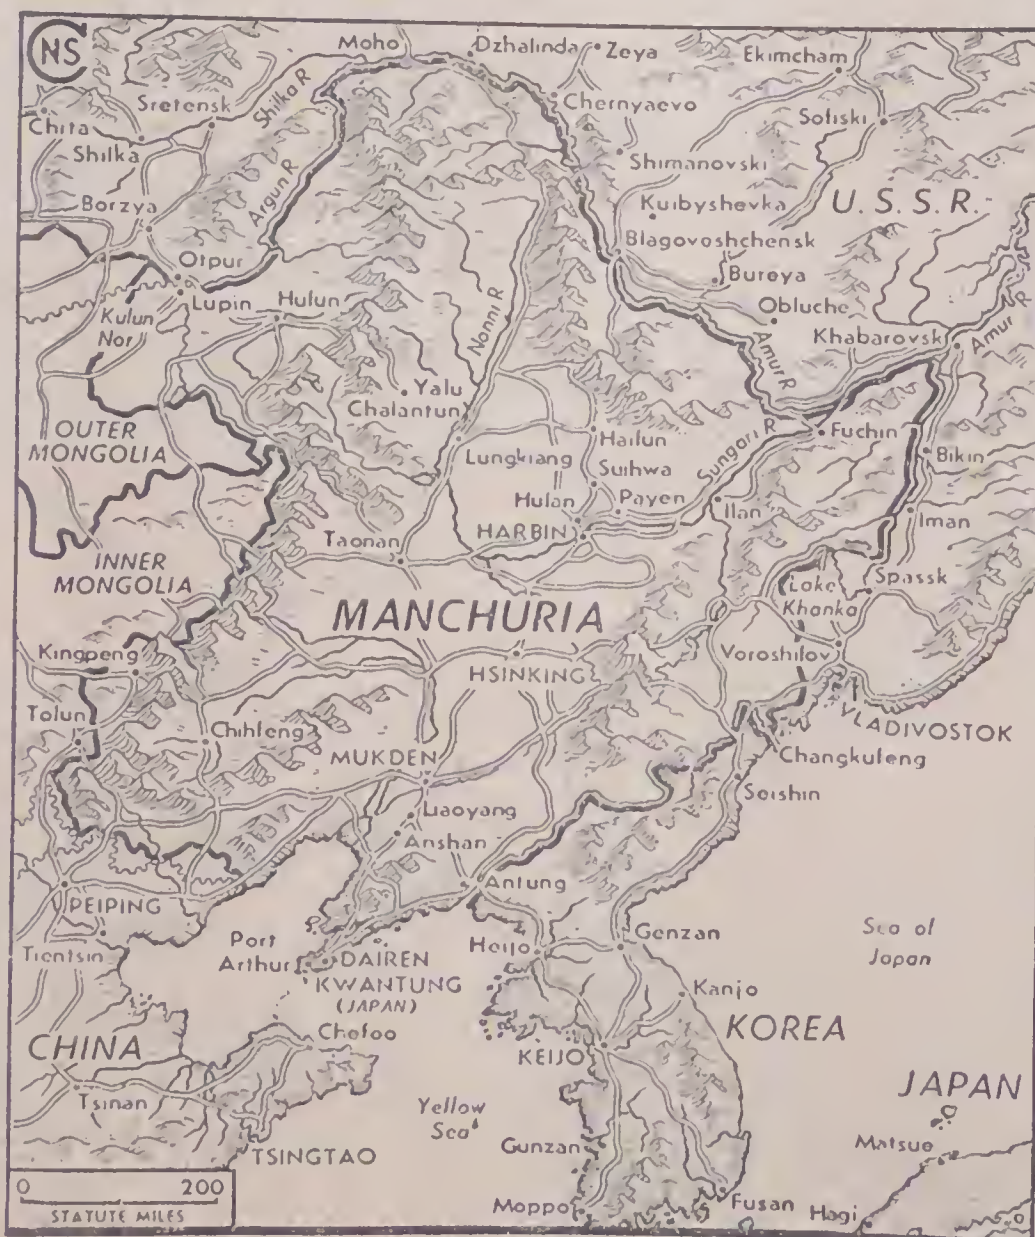 NS
Moho
Dzhalinda
Zeya
Ekimcham
Shilka R
Chernyaevo
Sretensk
Chita
Sofiski
Shilka
Shimanovski
Argun R
Borzya
Kuibyshevka
U. S. S. R.
Blagovoshchensk
Otpur
Bureya
Lupin
Hulun
Obluche
Kulun
Nor
Nonni R
Khabarovsk
Amur R
Amur R
Yalu
Chalantun
OUTER
MONGOLIA
Hailun
Sungari R
Fuchin
Lungkiang
Bikin
Suihwa
Hulan
Payen
Ilan
Iman
HARBIN
Taonan
INNER
MONGOLIA
Lake
Khanka
Spassk
MANCHURIA
Kingpeng
HSINKING
Voroshilov
Tolun
Chihfeng
VLADIVOSTOK
MUKDEN
Changkufeng
Liaoyang
Seishin
Anshan
Antung
PEIPING
Tientsin
Port
Arthur
DAIREN
KWANTUNG
(JAPAN)
Heijo
Genzan
Sea of
Japan
Kanjo
Chefoo
CHINA
KEIJO
KOREA
JAPAN
Tsinan
Yellow
Sea
TSINGTAO
Gunzan
Matsue
0 200
STATUTE MILES
Moppo
Fusan
Hagi